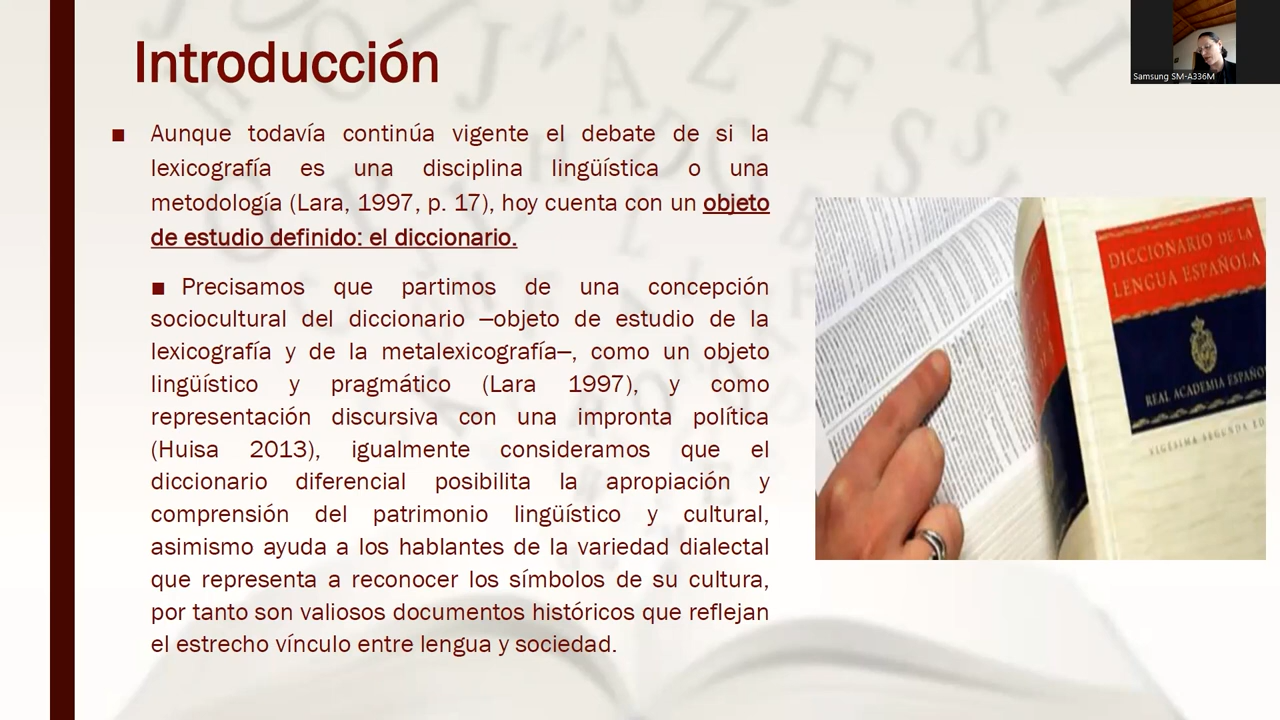 Introducción
■ Aunque todavía continúa vigente el debate de si la
lexicografía es una disciplina lingüística o una
metodología (Lara, 1997, p. 17), hoy cuenta con un objeto
de estudio definido: el diccionario.
■ Precisamos que partimos de una concepción
sociocultural del diccionario —objeto de estudio de la
lexicografía y de la metalexicografía—, como un objeto
lingüístico y pragmático (Lara 1997), y como
representación discursiva con una impronta política
(Huisa 2013), igualmente consideramos que el
diccionario diferencial posibilita la apropiación y
comprensión del patrimonio lingüístico y cultural,
asimismo ayuda a los hablantes de la variedad dialectal
que representa a reconocer los símbolos de su cultura,
por tanto son valiosos documentos históricos que reflejan
el estrecho vínculo entre lengua y sociedad.
Samsung SM-A336M
DICCIONARIO DE LA
LENGUA ESPAÑOLA
REAL ACADEMIA ESPAÑO
VIGÉSIMA SEGUNDA ED